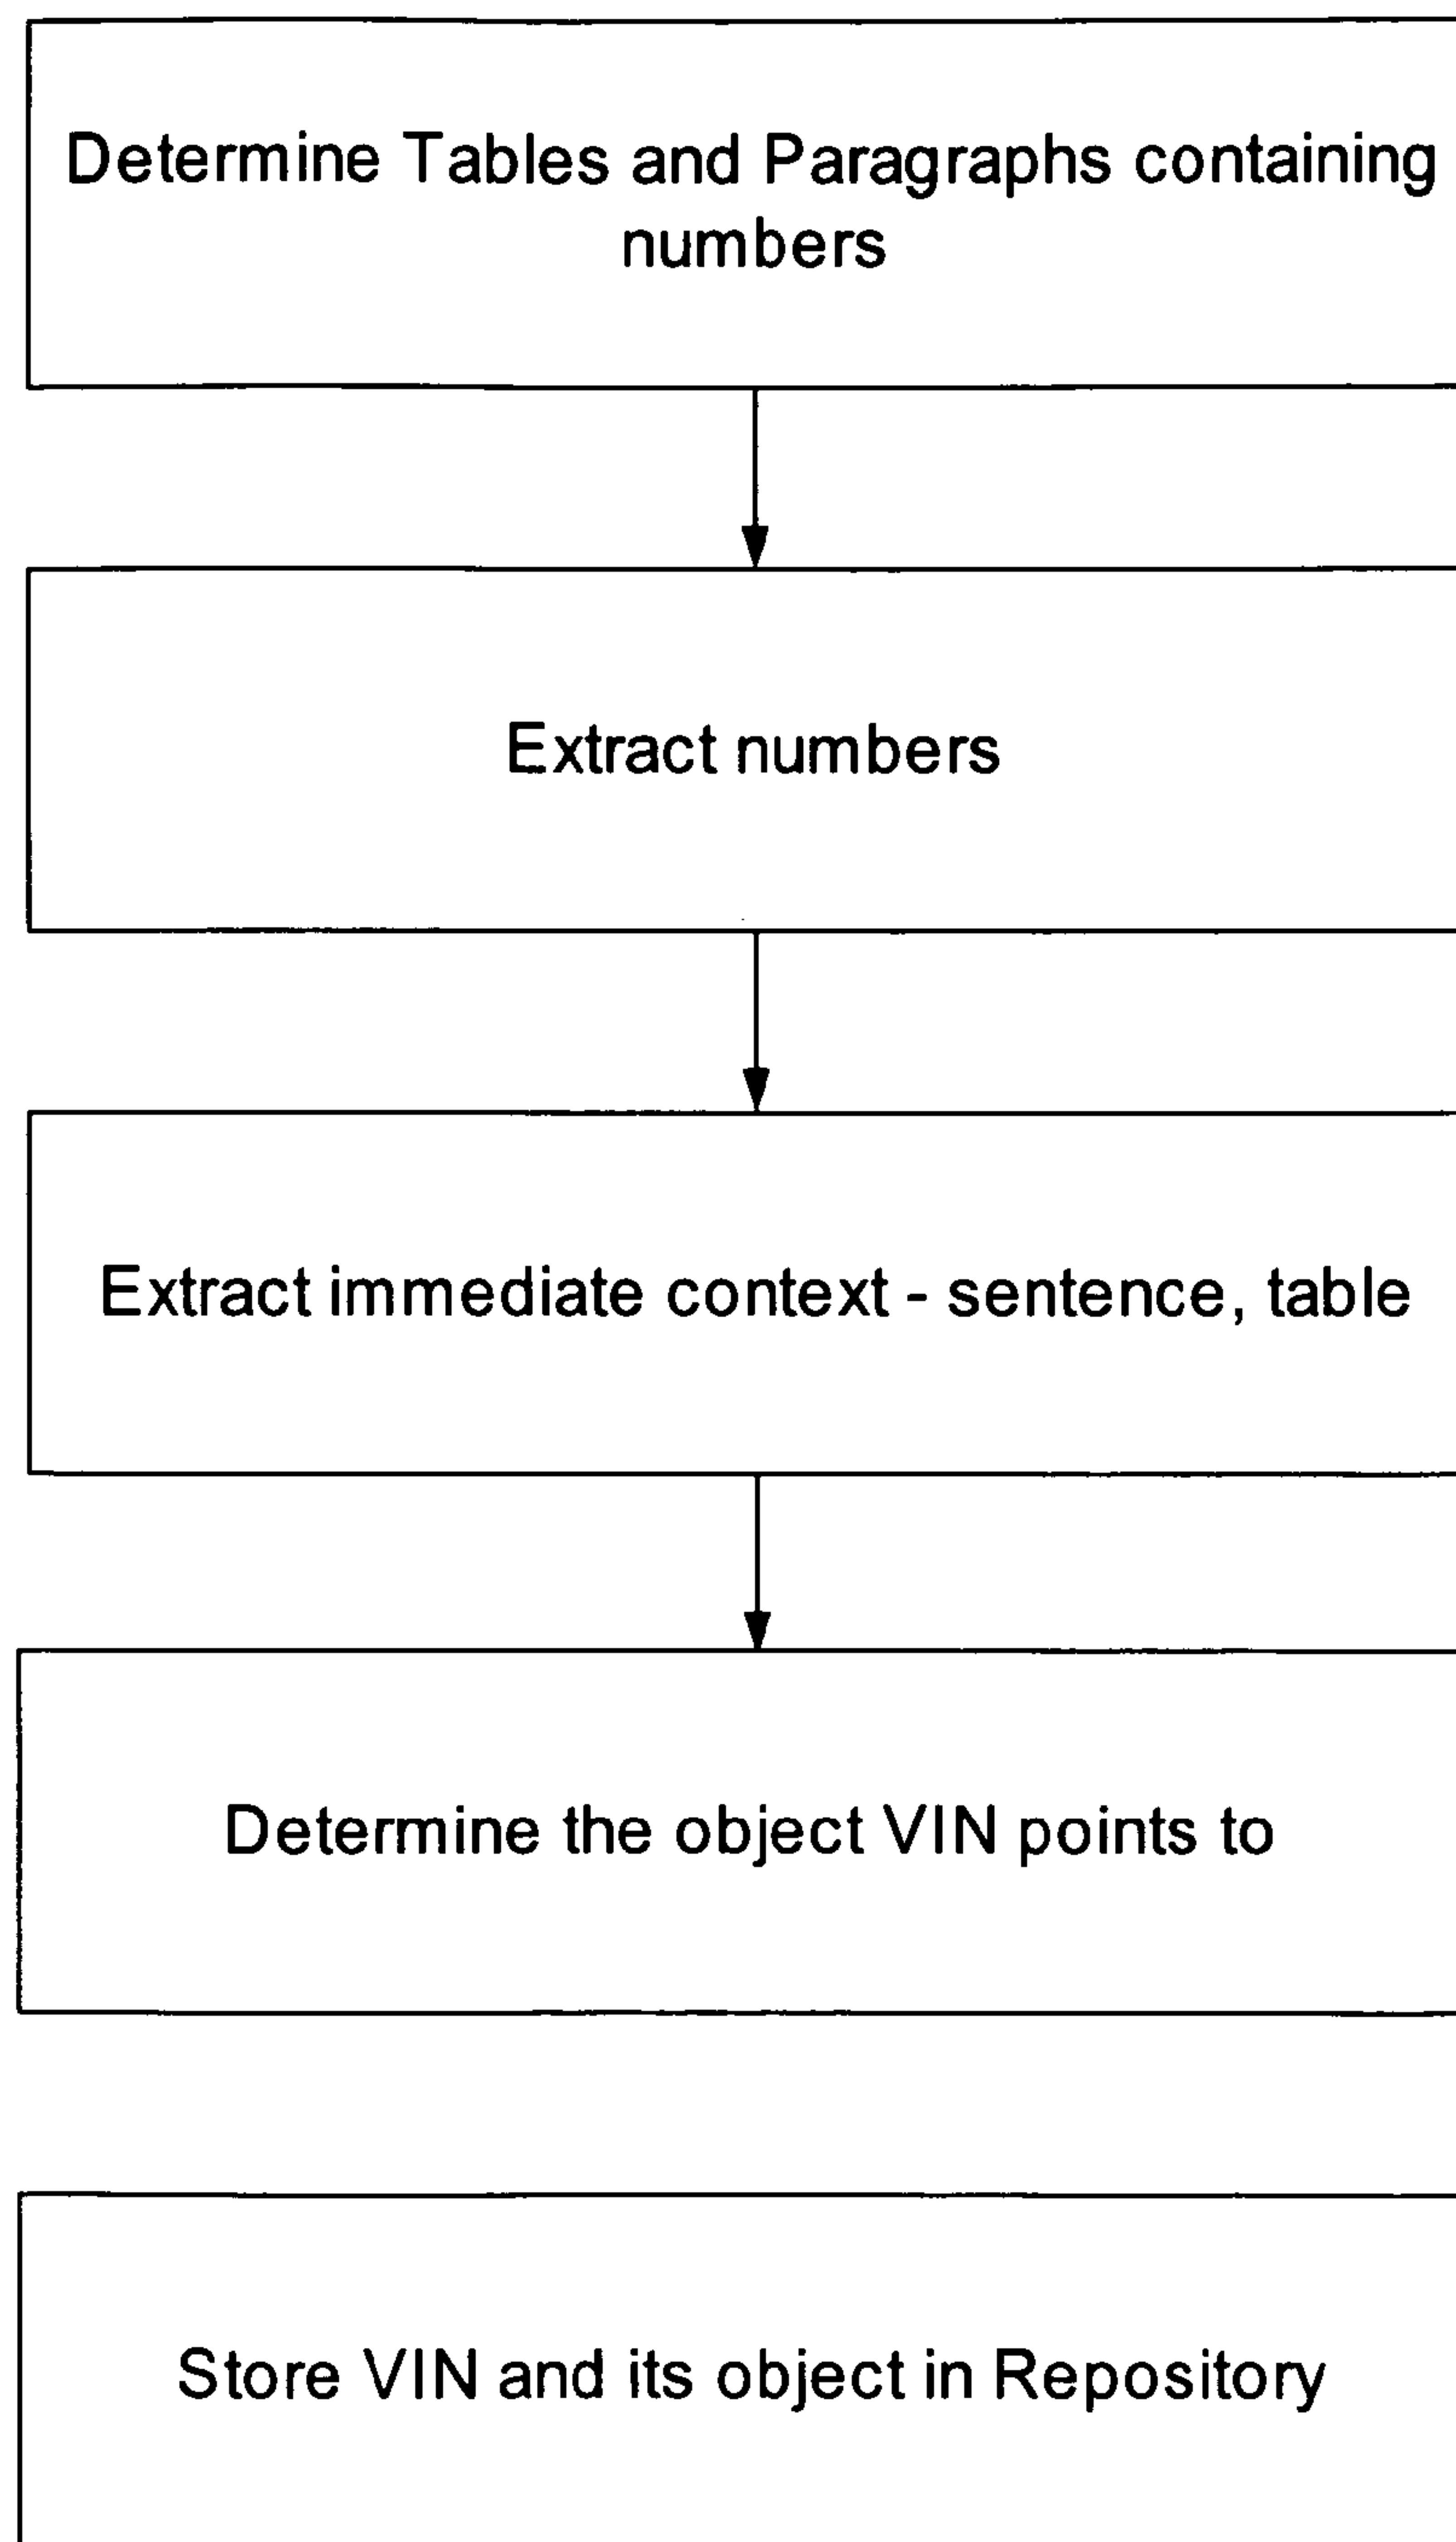 Determine Tables and Paragraphs containing
numbers
Extract numbers
Extract immediate context - sentence, table
Determine the object VIN points to
Store VIN and its object in Repository